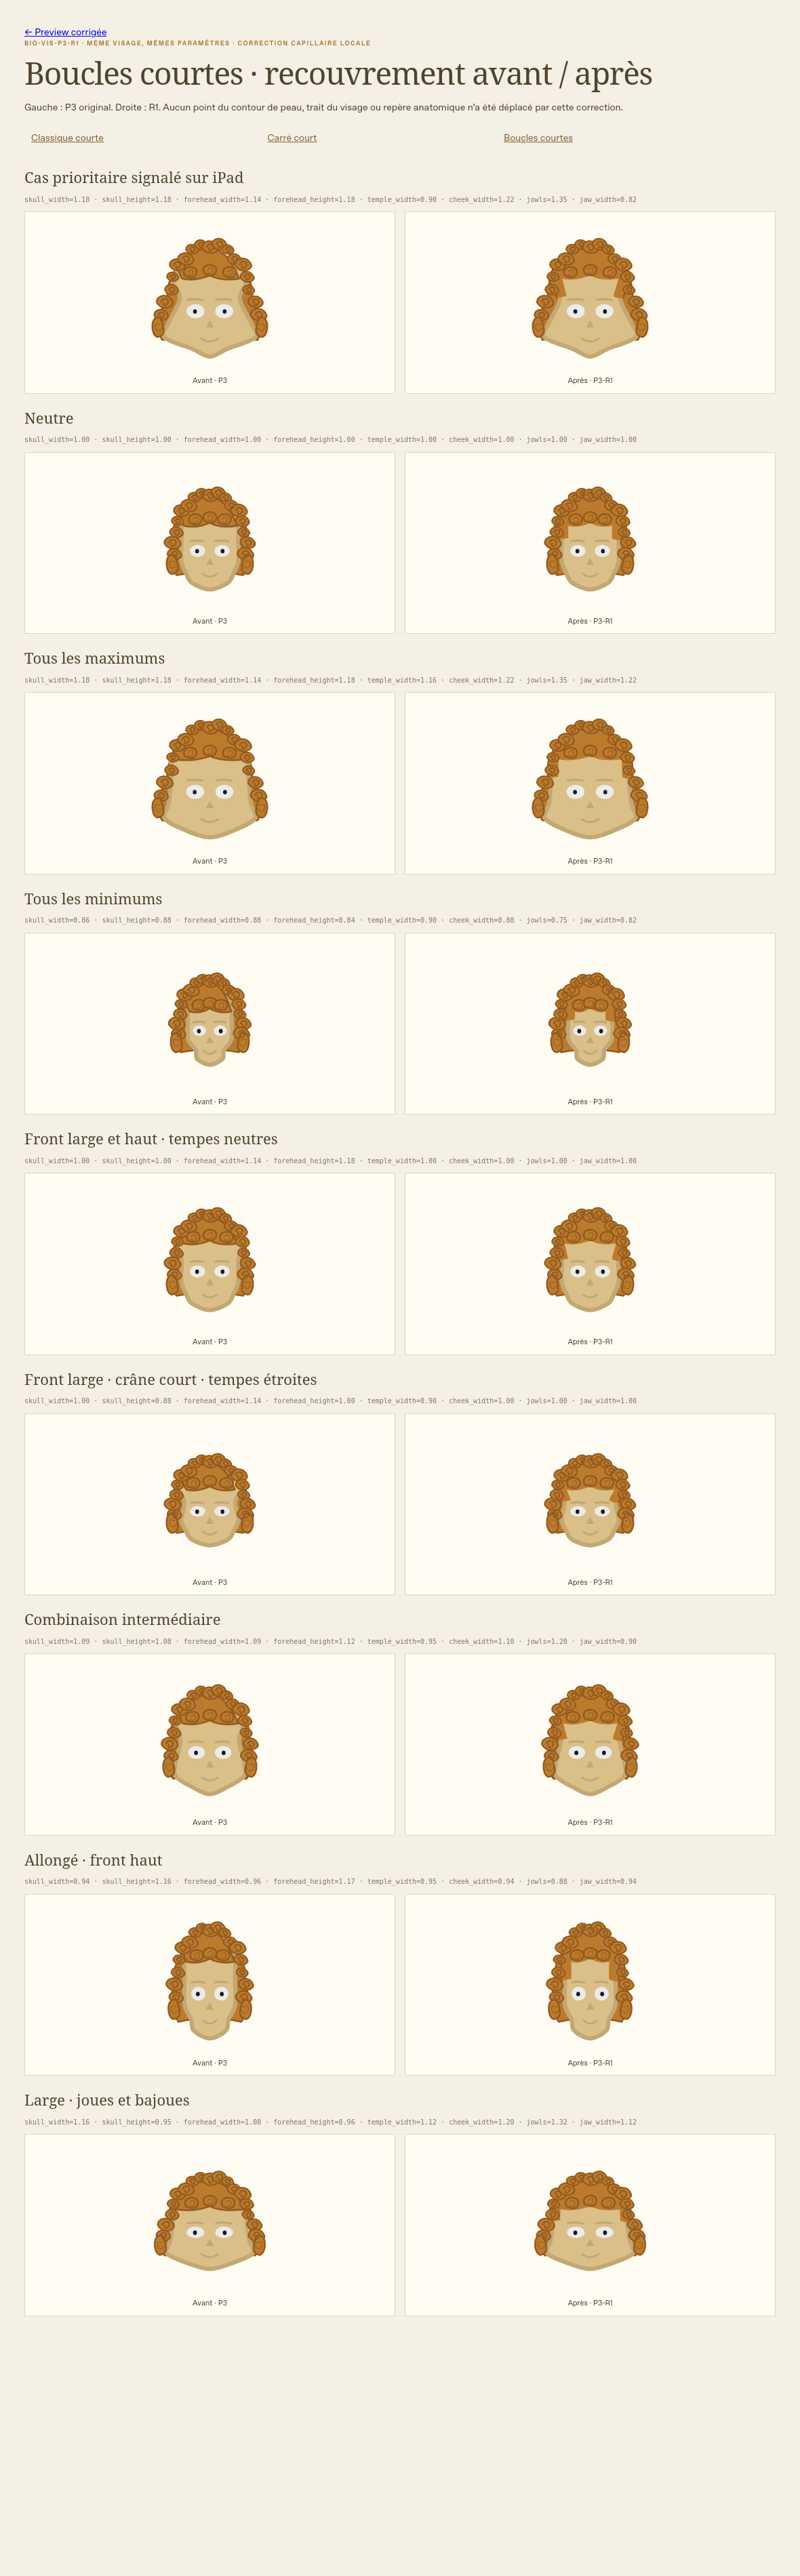 ← Preview corrigée
BIO-VIS-P3-R1 · MÊME VISAGE, MÊMES PARAMÈTRES · CORRECTION CAPILLAIRE LOCALE
Boucles courtes · recouvrement avant / après
Gauche : P3 original. Droite : R1. Aucun point du contour de peau, trait du visage ou repère anatomique n'a été déplacé par cette correction.
Classique courte Carré court Boucles courtes
Cas prioritaire signalé sur iPad
skull_width=1.18 · skull_height=1.18 · forehead_width=1.14 · forehead_height=1.18 · temple_width=0.90 · cheek_width=1.22 · jowls=1.35 · jaw_width=0.82
Avant · P3 Après · P3-R1
Neutre
skull_width=1.00 · skull_height=1.00 · forehead_width=1.00 · forehead_height=1.00 · temple_width=1.00 · cheek_width=1.00 · jowls=1.00 · jaw_width=1.00
Avant · P3 Après · P3-R1
Tous les maximums
skull_width=1.18 · skull_height=1.18 · forehead_width=1.14 · forehead_height=1.18 · temple_width=1.16 · cheek_width=1.22 · jowls=1.35 · jaw_width=1.22
Avant · P3 Après · P3-R1
Tous les minimums
skull_width=0.86 · skull_height=0.88 · forehead_width=0.88 · forehead_height=0.84 · temple_width=0.90 · cheek_width=0.88 · jowls=0.75 · jaw_width=0.82
Avant · P3 Après · P3-R1
Front large et haut · tempes neutres
skull_width=1.00 · skull_height=1.00 · forehead_width=1.14 · forehead_height=1.18 · temple_width=1.00 · cheek_width=1.00 · jowls=1.00 · jaw_width=1.00
Avant · P3 Après · P3-R1
Front large · crâne court · tempes étroites
skull_width=1.00 · skull_height=0.88 · forehead_width=1.14 · forehead_height=1.00 · temple_width=0.90 · cheek_width=1.00 · jowls=1.00 · jaw_width=1.00
Avant · P3 Après · P3-R1
Combinaison intermédiaire
skull_width=1.09 · skull_height=1.08 · forehead_width=1.09 · forehead_height=1.12 · temple_width=0.95 · cheek_width=1.10 · jowls=1.20 · jaw_width=0.90
Avant · P3 Après · P3-R1
Allongé · front haut
skull_width=0.94 · skull_height=1.16 · forehead_width=0.96 · forehead_height=1.17 · temple_width=0.95 · cheek_width=0.94 · jowls=0.88 · jaw_width=0.94
Avant · P3 Après · P3-R1
Large · joues et bajoues
skull_width=1.16 · skull_height=0.95 · forehead_width=1.08 · forehead_height=0.96 · temple_width=1.12 · cheek_width=1.20 · jowls=1.32 · jaw_width=1.12
Avant · P3 Après · P3-R1